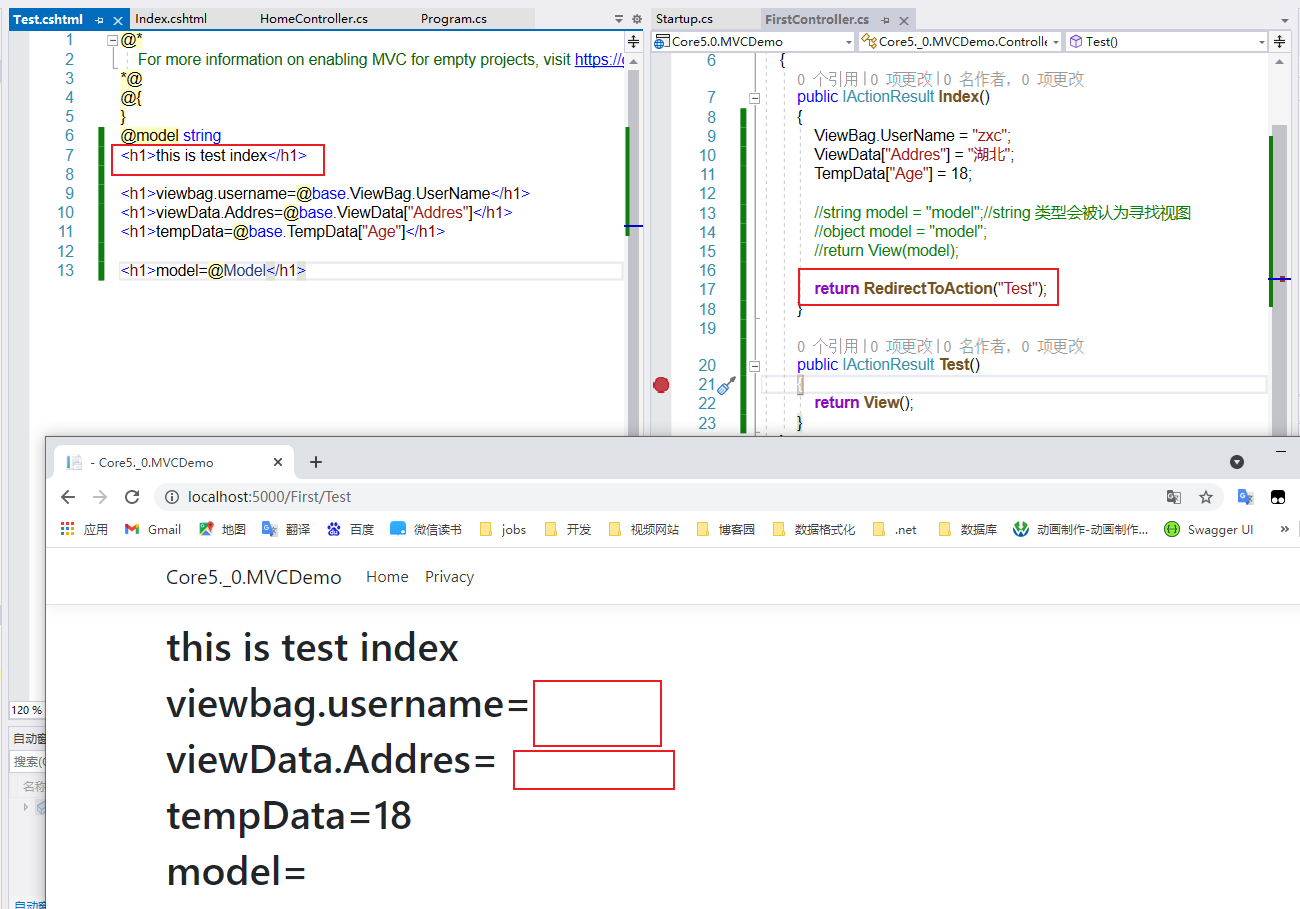 Test.cshtml Index.cshtml HomeController.cs Program.cs
1 @*
2 For more information on enabling MVC for empty projects, visit https://
3 *@
4 @{
5 }
6 @model string
7 <h1>this is test index</h1>
8
9 <h1>viewbag.username=@base.ViewBag.UserName</h1>
10 <h1>viewData.Addres=@base.ViewData["Addres"]</h1>
11 <h1>tempData=@base.TempData["Age"]</h1>
12
13 <h1>model=@Model</h1>
120 %
搜索(
名称
Startup.cs FirstController.cs
Core5.0.MVCDemo Core5._0.MVCDemo.Controlle Test()
6 {
0 个引用 | 0 项更改 | 0 名作者，0 项更改
7 public IActionResult Index()
8 {
9 ViewBag.UserName = "zxc";
10 ViewData["Addres"] = "湖北";
11 TempData["Age"] = 18;
12
13 //string model = "model";//string 类型会被认为寻找视图
14 //object model = "model";
15 //return View(model);
16
17 return RedirectToAction("Test");
18 }
19
0 个引用 | 0 项更改 | 0 名作者，0 项更改
20 public IActionResult Test()
21 {
22 return View();
23 }
- Core5._0.MVCDemo
localhost:5000/First/Test
应用 Gmail 地图 翻译 百度 微信读书 jobs 开发 视频网站 博客园 数据格式化 .net 数据库 动画制作-动画制作... Swagger UI »
Core5._0.MVCDemo Home Privacy
this is test index
viewbag.username=
viewData.Addres=
tempData=18
model=